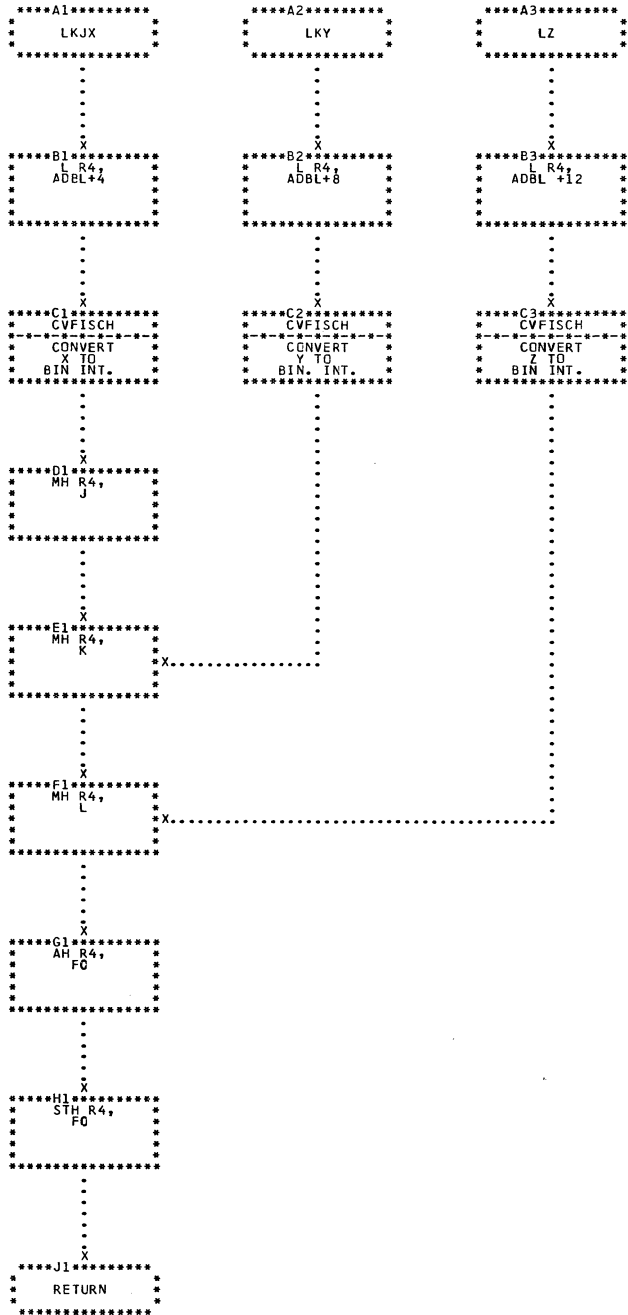 A1 A2 A3
LKJX LKY LZ
X X X
B1 B2 B3
L R4, L R4, L R4,
ADBL+4 ADBL+8 ADBL +12
X X X
C1 C2 C3
CVFISCH CVFISCH CVFISCH
CONVERT CONVERT CONVERT
X TO Y TO Z TO
BIN INT. BIN. INT. BIN INT.
X
D1
MH R4,
J
X
E1
MH R4,
K
X
X
F1
MH R4,
L
X
X
G1
AH R4,
FO
X
H1
STH R4,
FO
X
J1
RETURN